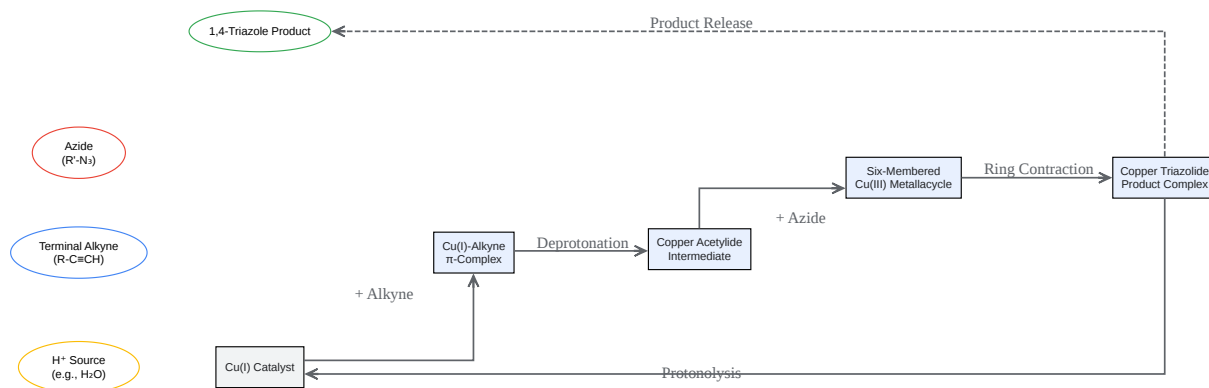 Product Release
1,4-Triazole Product
Azide
(R'-N₃)
Six-Membered
Cu(III) Metallacycle
Ring Contraction
Copper Triazolide
Product Complex
+ Azide
Terminal Alkyne
(R-C≡CH)
Cu(I)-Alkyne
π-Complex
Deprotonation
Copper Acetylide
Intermediate
+ Alkyne
H⁺ Source
(e.g., H₂O)
Cu(I) Catalyst
Protonolysis